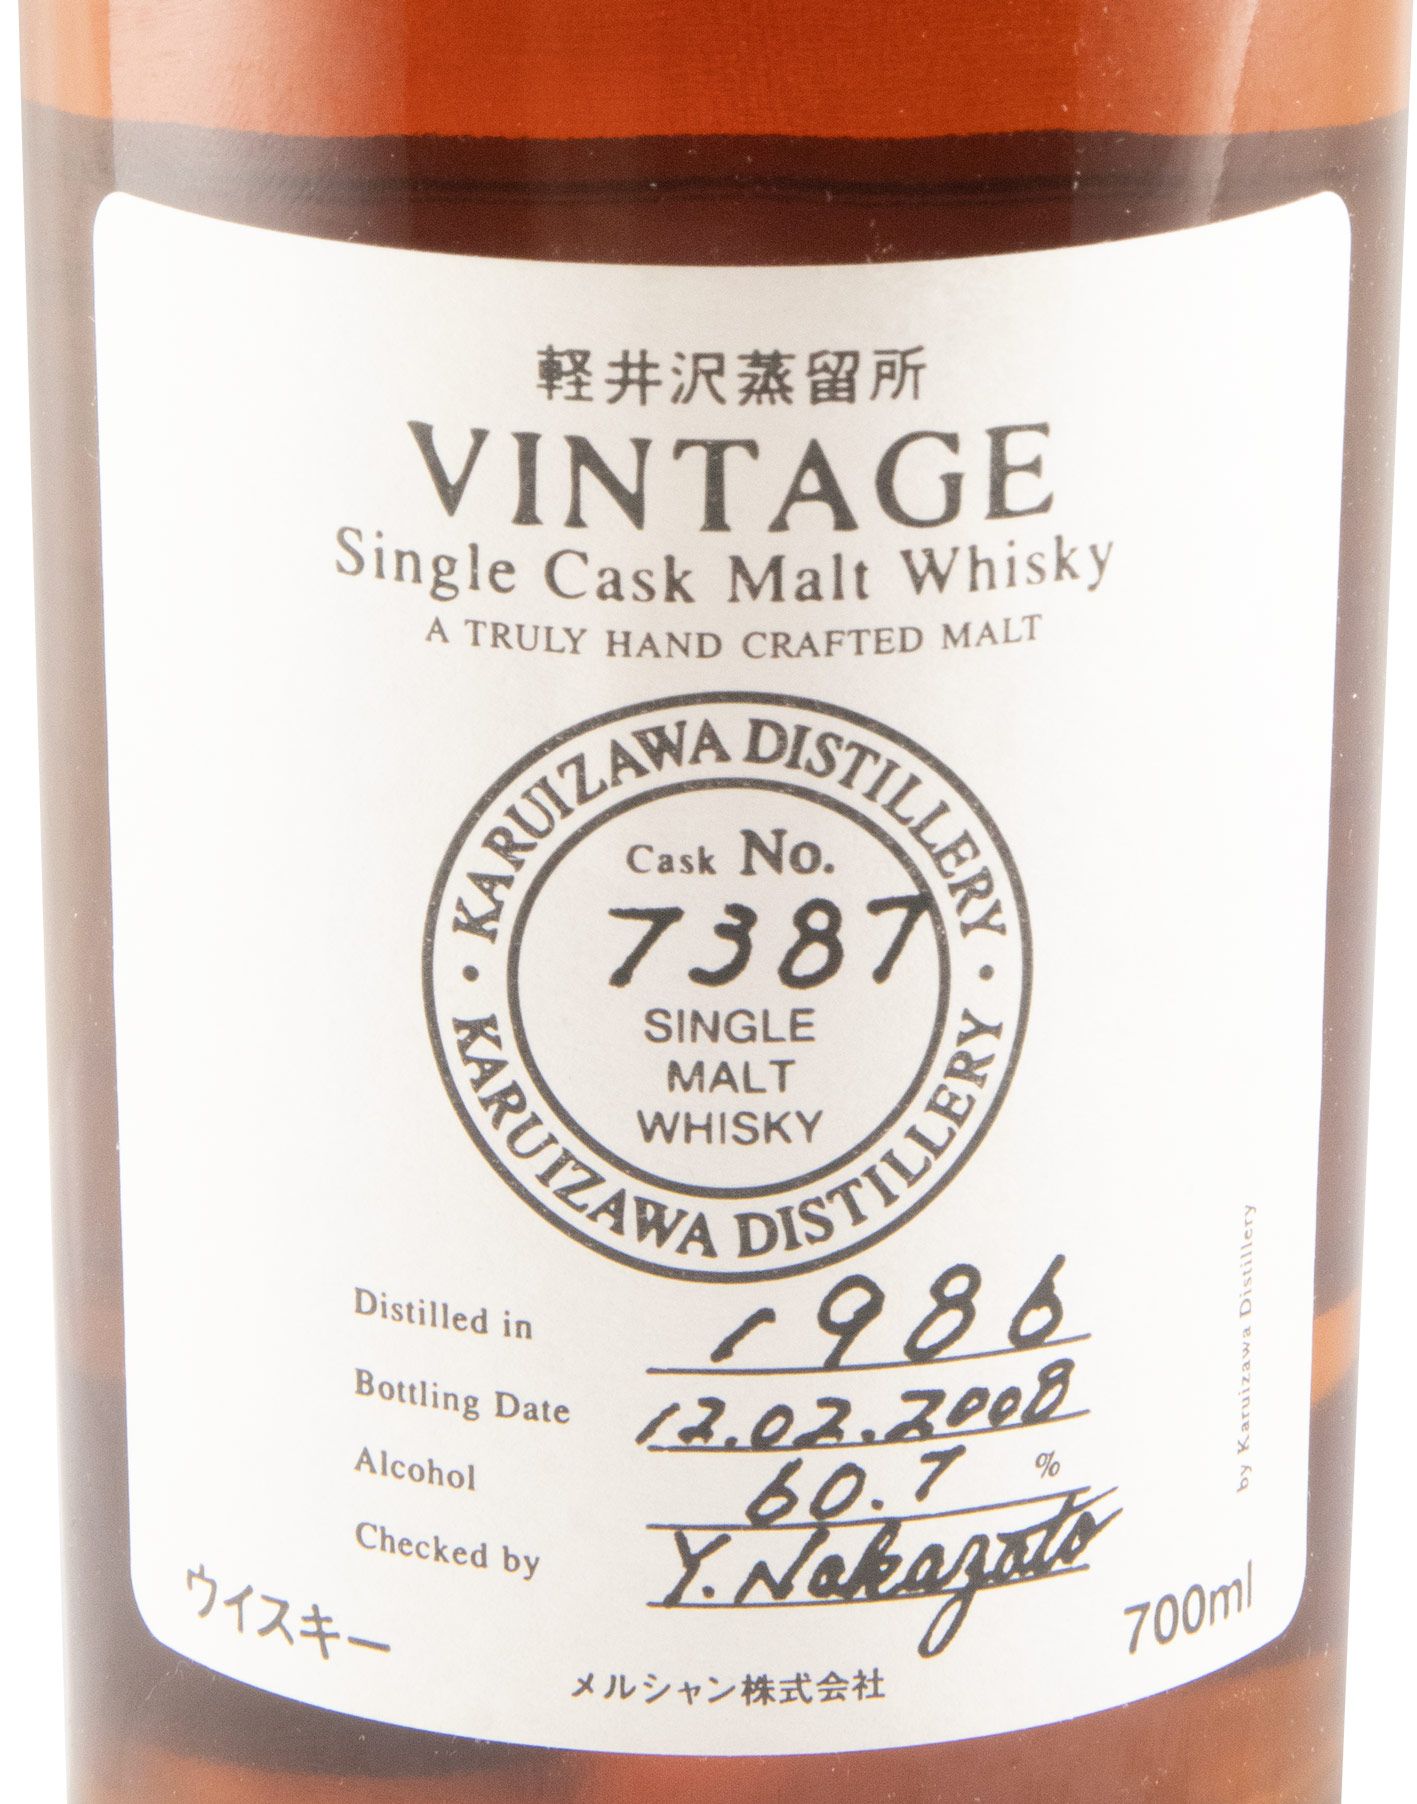 軽井沢蒸留所
VINTAGE
Single Cask Malt Whisky
A TRULY HAND CRAFTED MALT
KARUIZAWA DISTILLERY
Cask No.
7387
SINGLE
MALT
WHISKY
• KARUIZAWA DISTILLERY •
Distilled in 1986
Bottling Date 12.02.2008
Alcohol 60.7 %
Checked by Y. Nakazato
by Karuizawa Distillery
ウイスキー
700ml
メルシャン株式会社